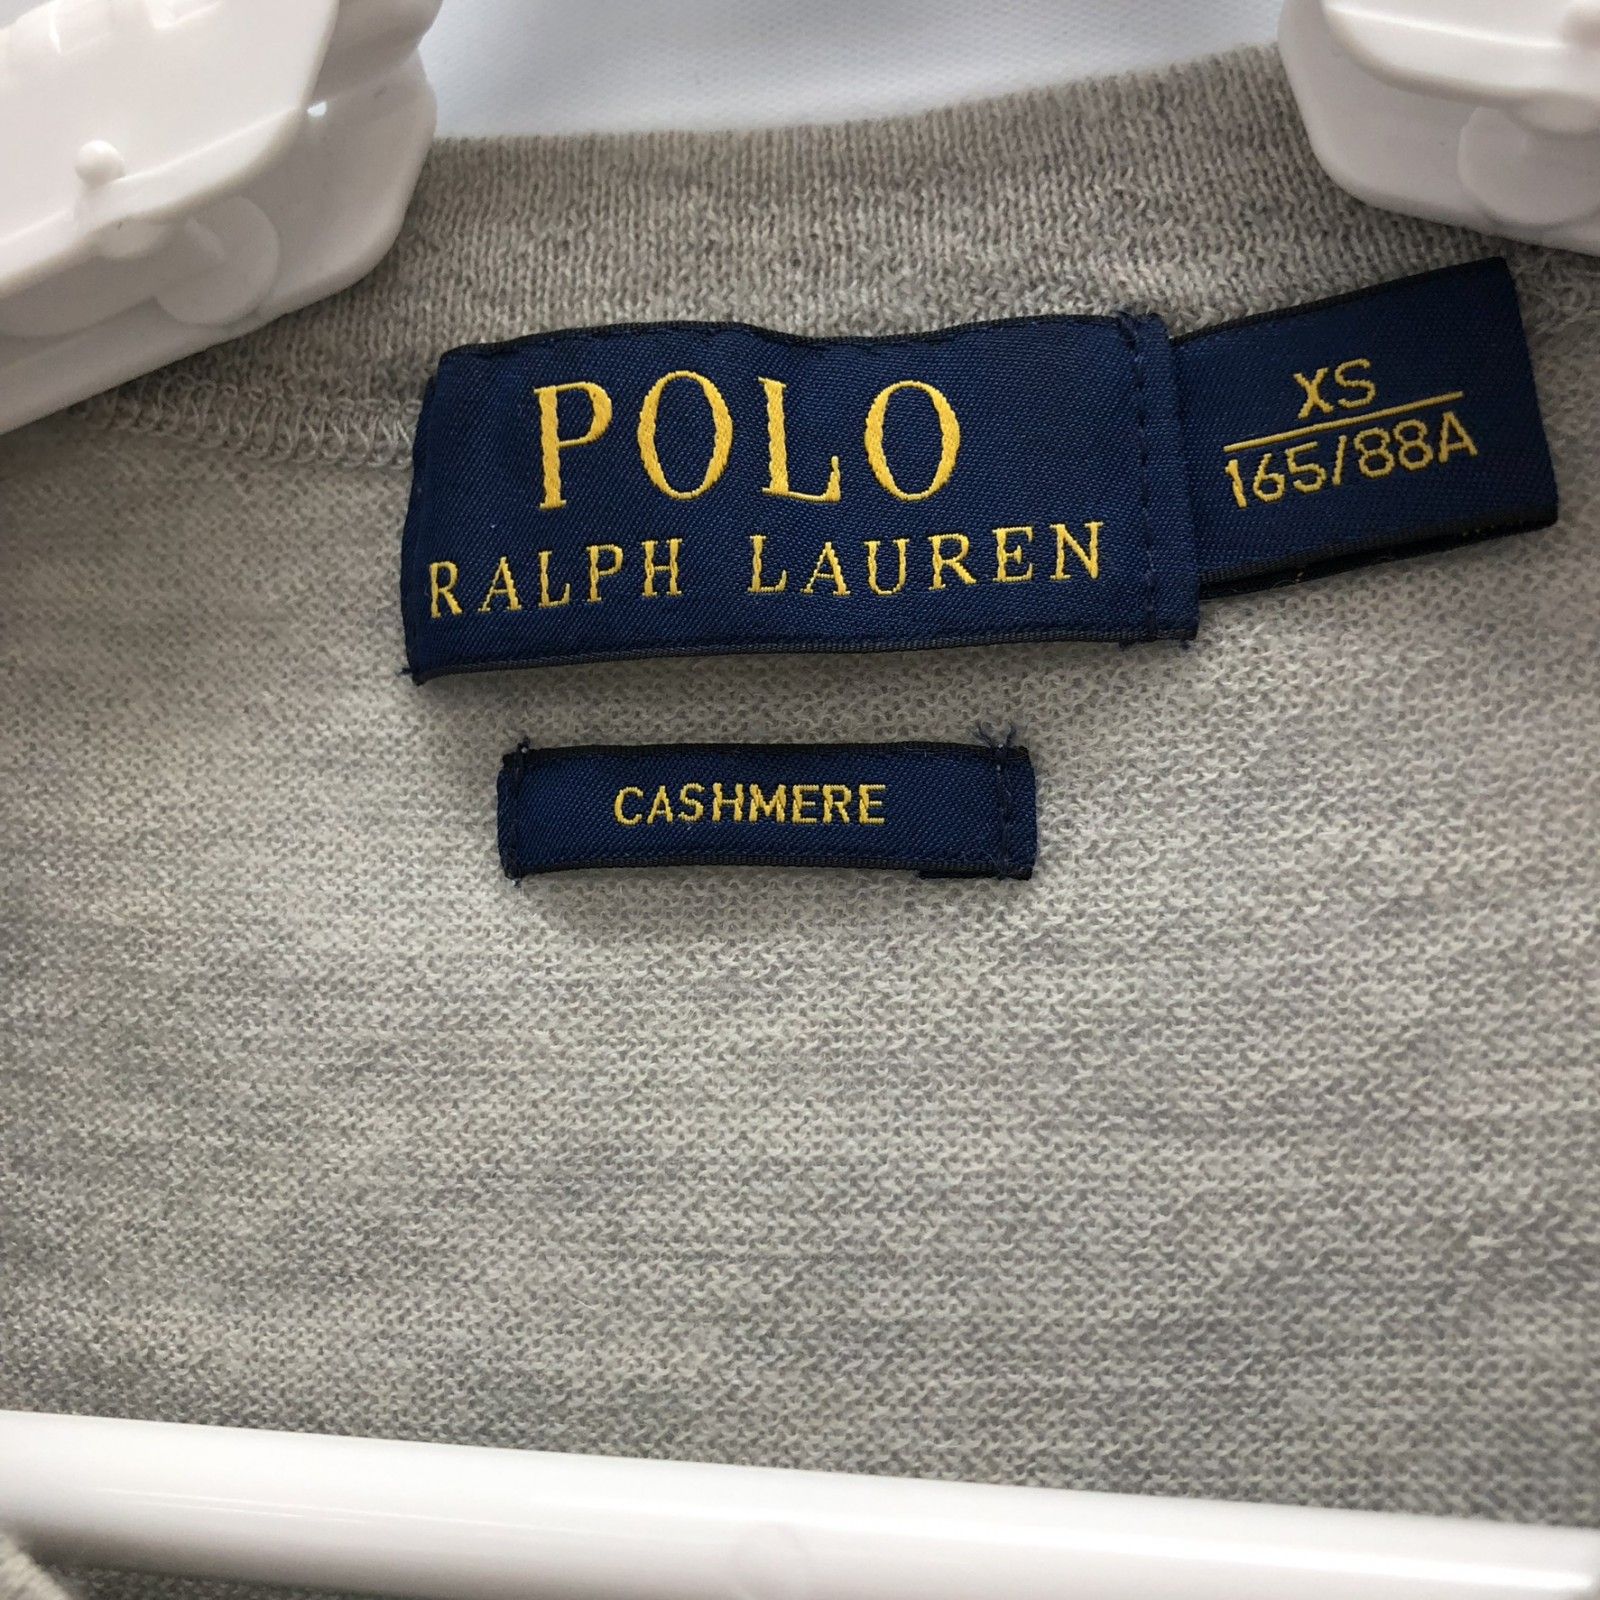 POLO
RALPH LAUREN
XS
165/88A
CASHMERE